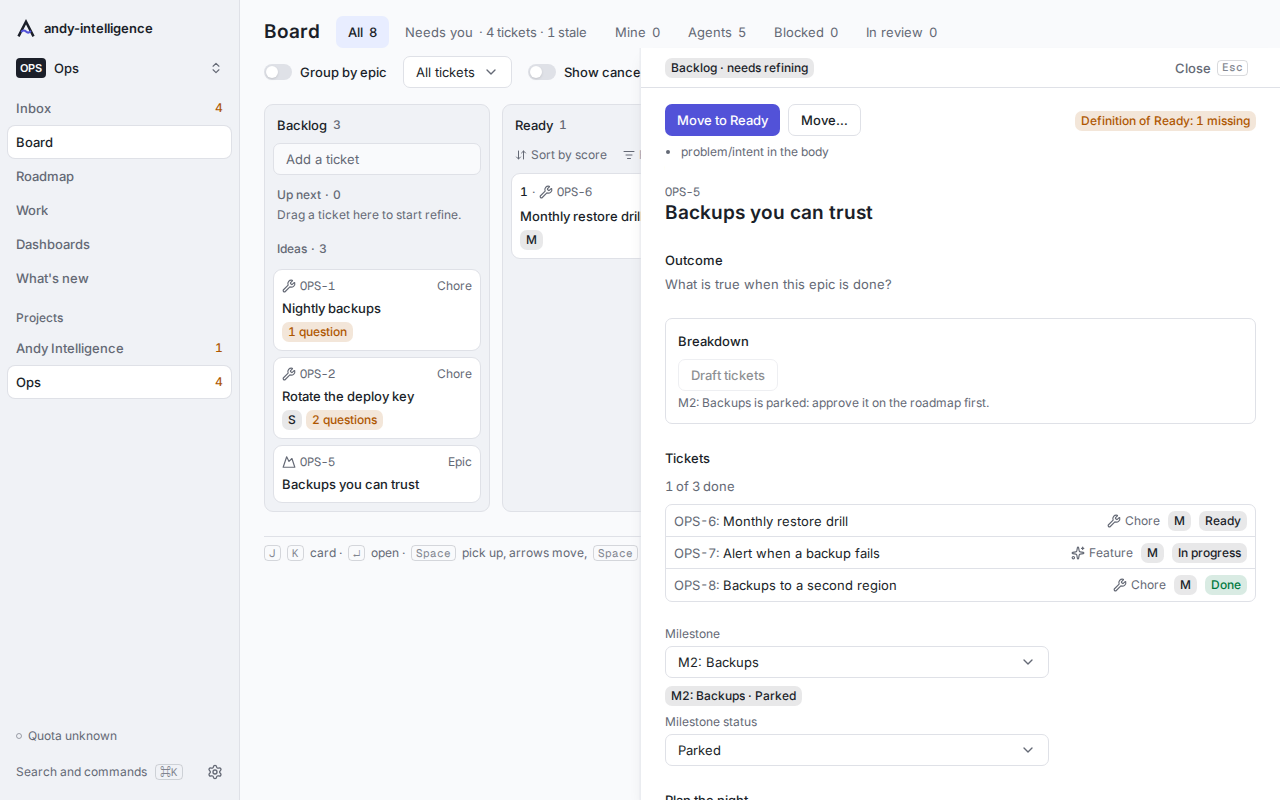 andy-intelligence
OPS Ops
Inbox 4
Board
Roadmap
Work
Dashboards
What's new
Projects
Andy Intelligence 1
Ops 4
Quota unknown
Search and commands ⌘K
Board
All 8
Needs you · 4 tickets · 1 stale
Mine 0
Agents 5
Blocked 0
In review 0
Group by epic
All tickets
Show cance
Backlog 3
Add a ticket
Up next · 0
Drag a ticket here to start refine.
Ideas · 3
OPS-1 Chore
Nightly backups
1 question
OPS-2 Chore
Rotate the deploy key
S 2 questions
OPS-5 Epic
Backups you can trust
Ready 1
Sort by score
1 · OPS-6
Monthly restore drill
M
J K card · ↵ open · Space pick up, arrows move, Space
Backlog · needs refining
Close Esc
Move to Ready
Move...
Definition of Ready: 1 missing
• problem/intent in the body
OPS-5
Backups you can trust
Outcome
What is true when this epic is done?
Breakdown
Draft tickets
M2: Backups is parked: approve it on the roadmap first.
Tickets
1 of 3 done
OPS-6: Monthly restore drill Chore M Ready
OPS-7: Alert when a backup fails Feature M In progress
OPS-8: Backups to a second region Chore M Done
Milestone
M2: Backups
M2: Backups · Parked
Milestone status
Parked
Plan the night